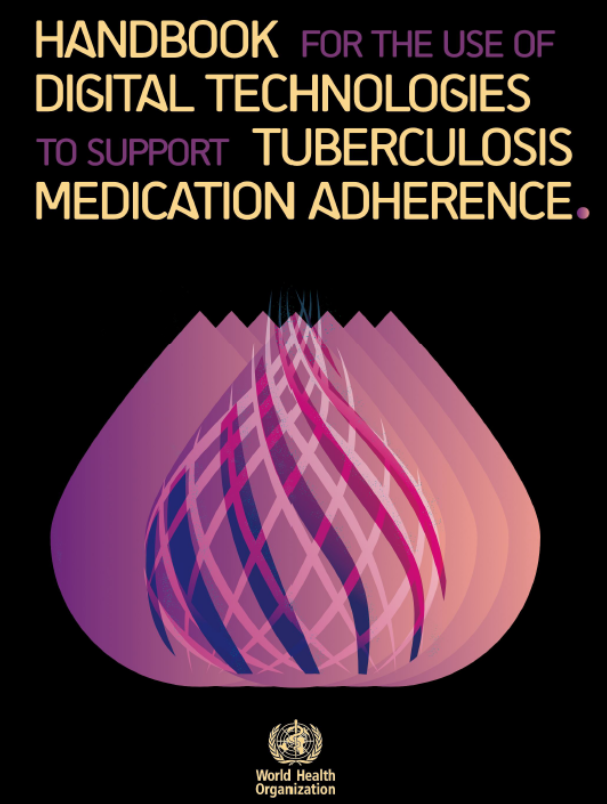 HANDBOOK FOR THE USE OF
DIGITAL TECHNOLOGIES
TO SUPPORT TUBERCULOSIS
MEDICATION ADHERENCE.
World Health
Organization